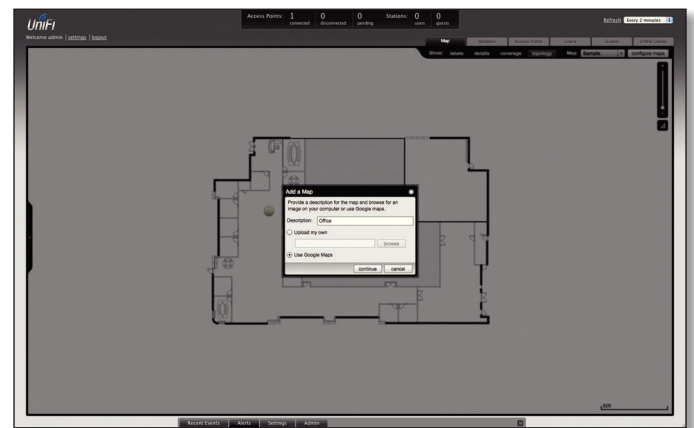 UniFi
Welcome admin | settings | logout
Access Points: 1 connected 0 disconnected 0 pending Stations: 0 users 0 guests
Refresh Every 2 minutes
Map Statistics Access Points Users Guests Offline Clients
Show: labels details coverage topology Map: Sample configure maps
Add a Map
Provide a description for the map and browse for an
image on your computer or use Google maps.
Description: Office
Upload my own
browse
Use Google Maps
continue cancel
Recent Events Alerts Settings Admin